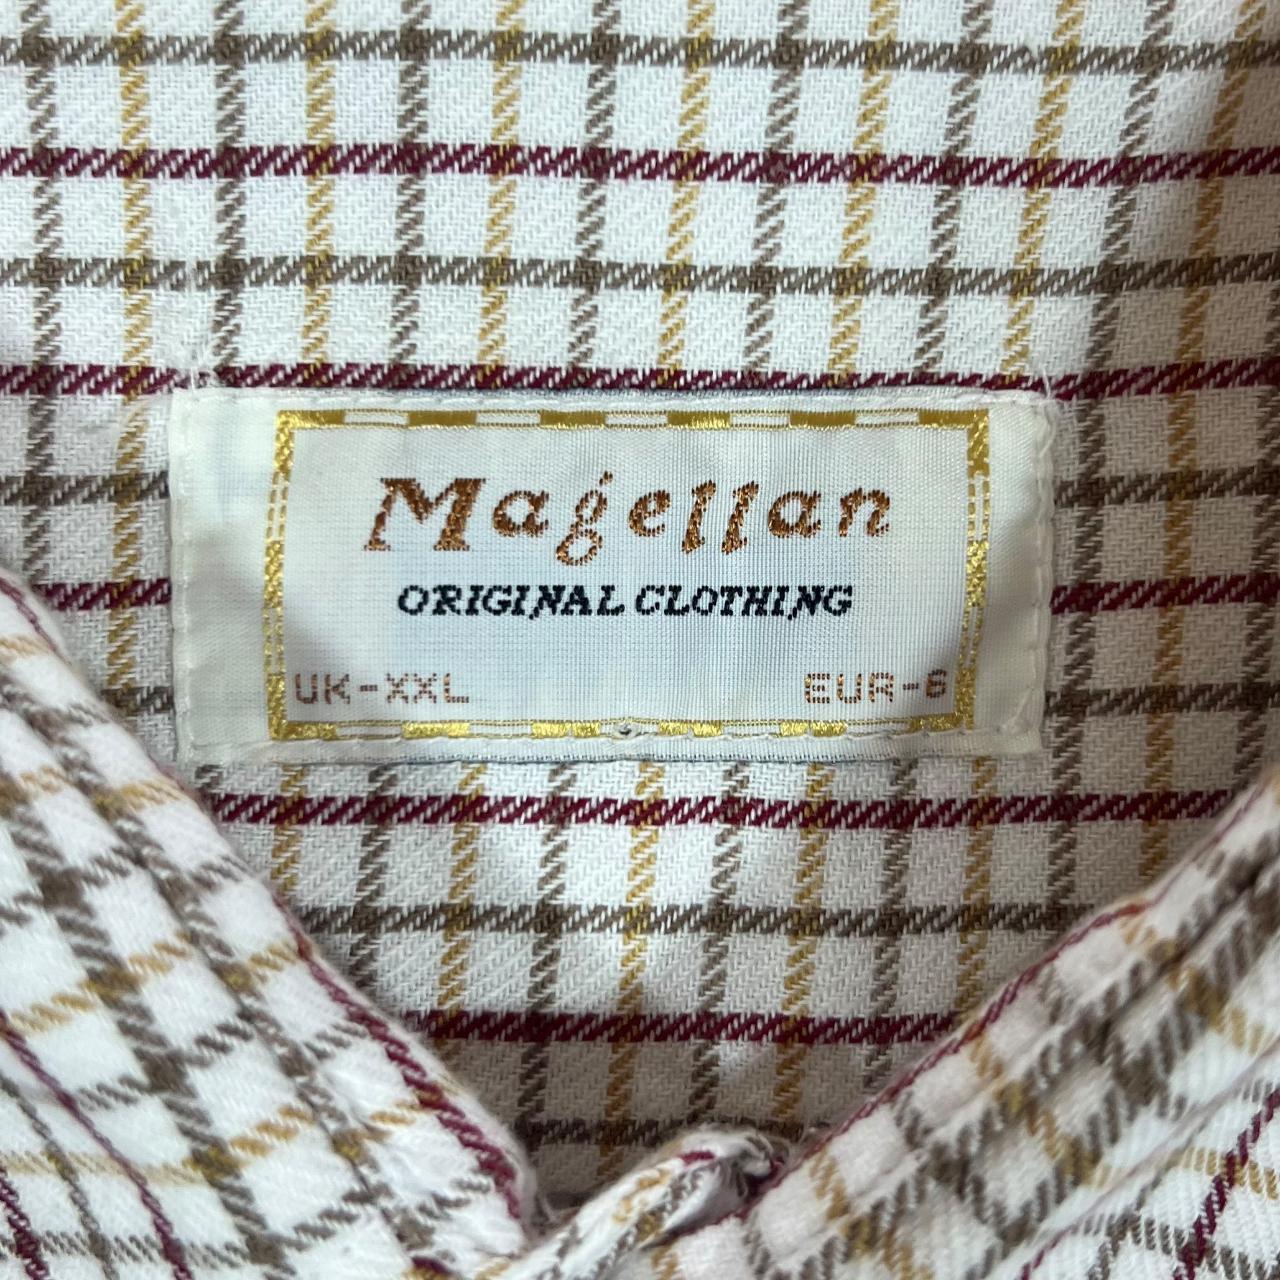 Magellan
ORIGINAL CLOTHING
UK-XXL EUR-6